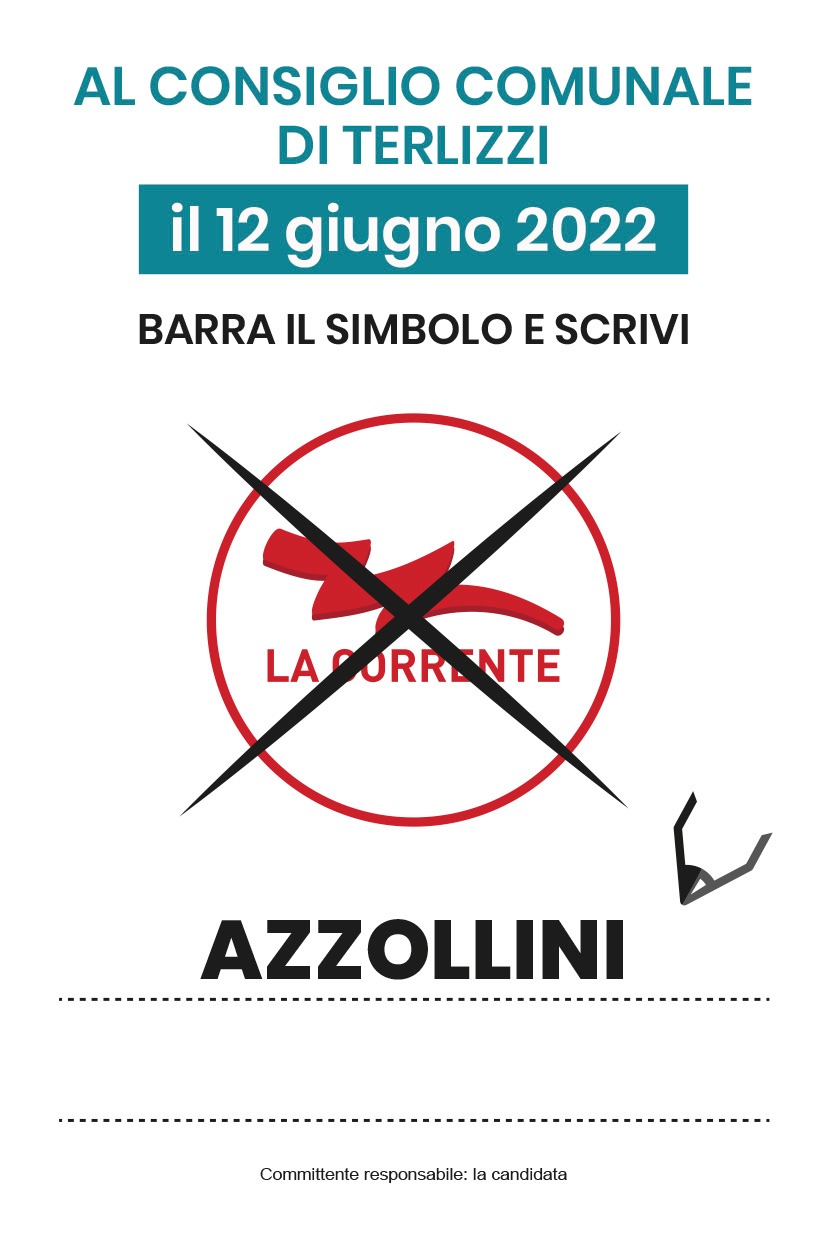 AL CONSIGLIO COMUNALE
DI TERLIZZI
il 12 giugno 2022
BARRA IL SIMBOLO E SCRIVI
LA CORRENTE
AZZOLLINI
Committente responsabile: la candidata